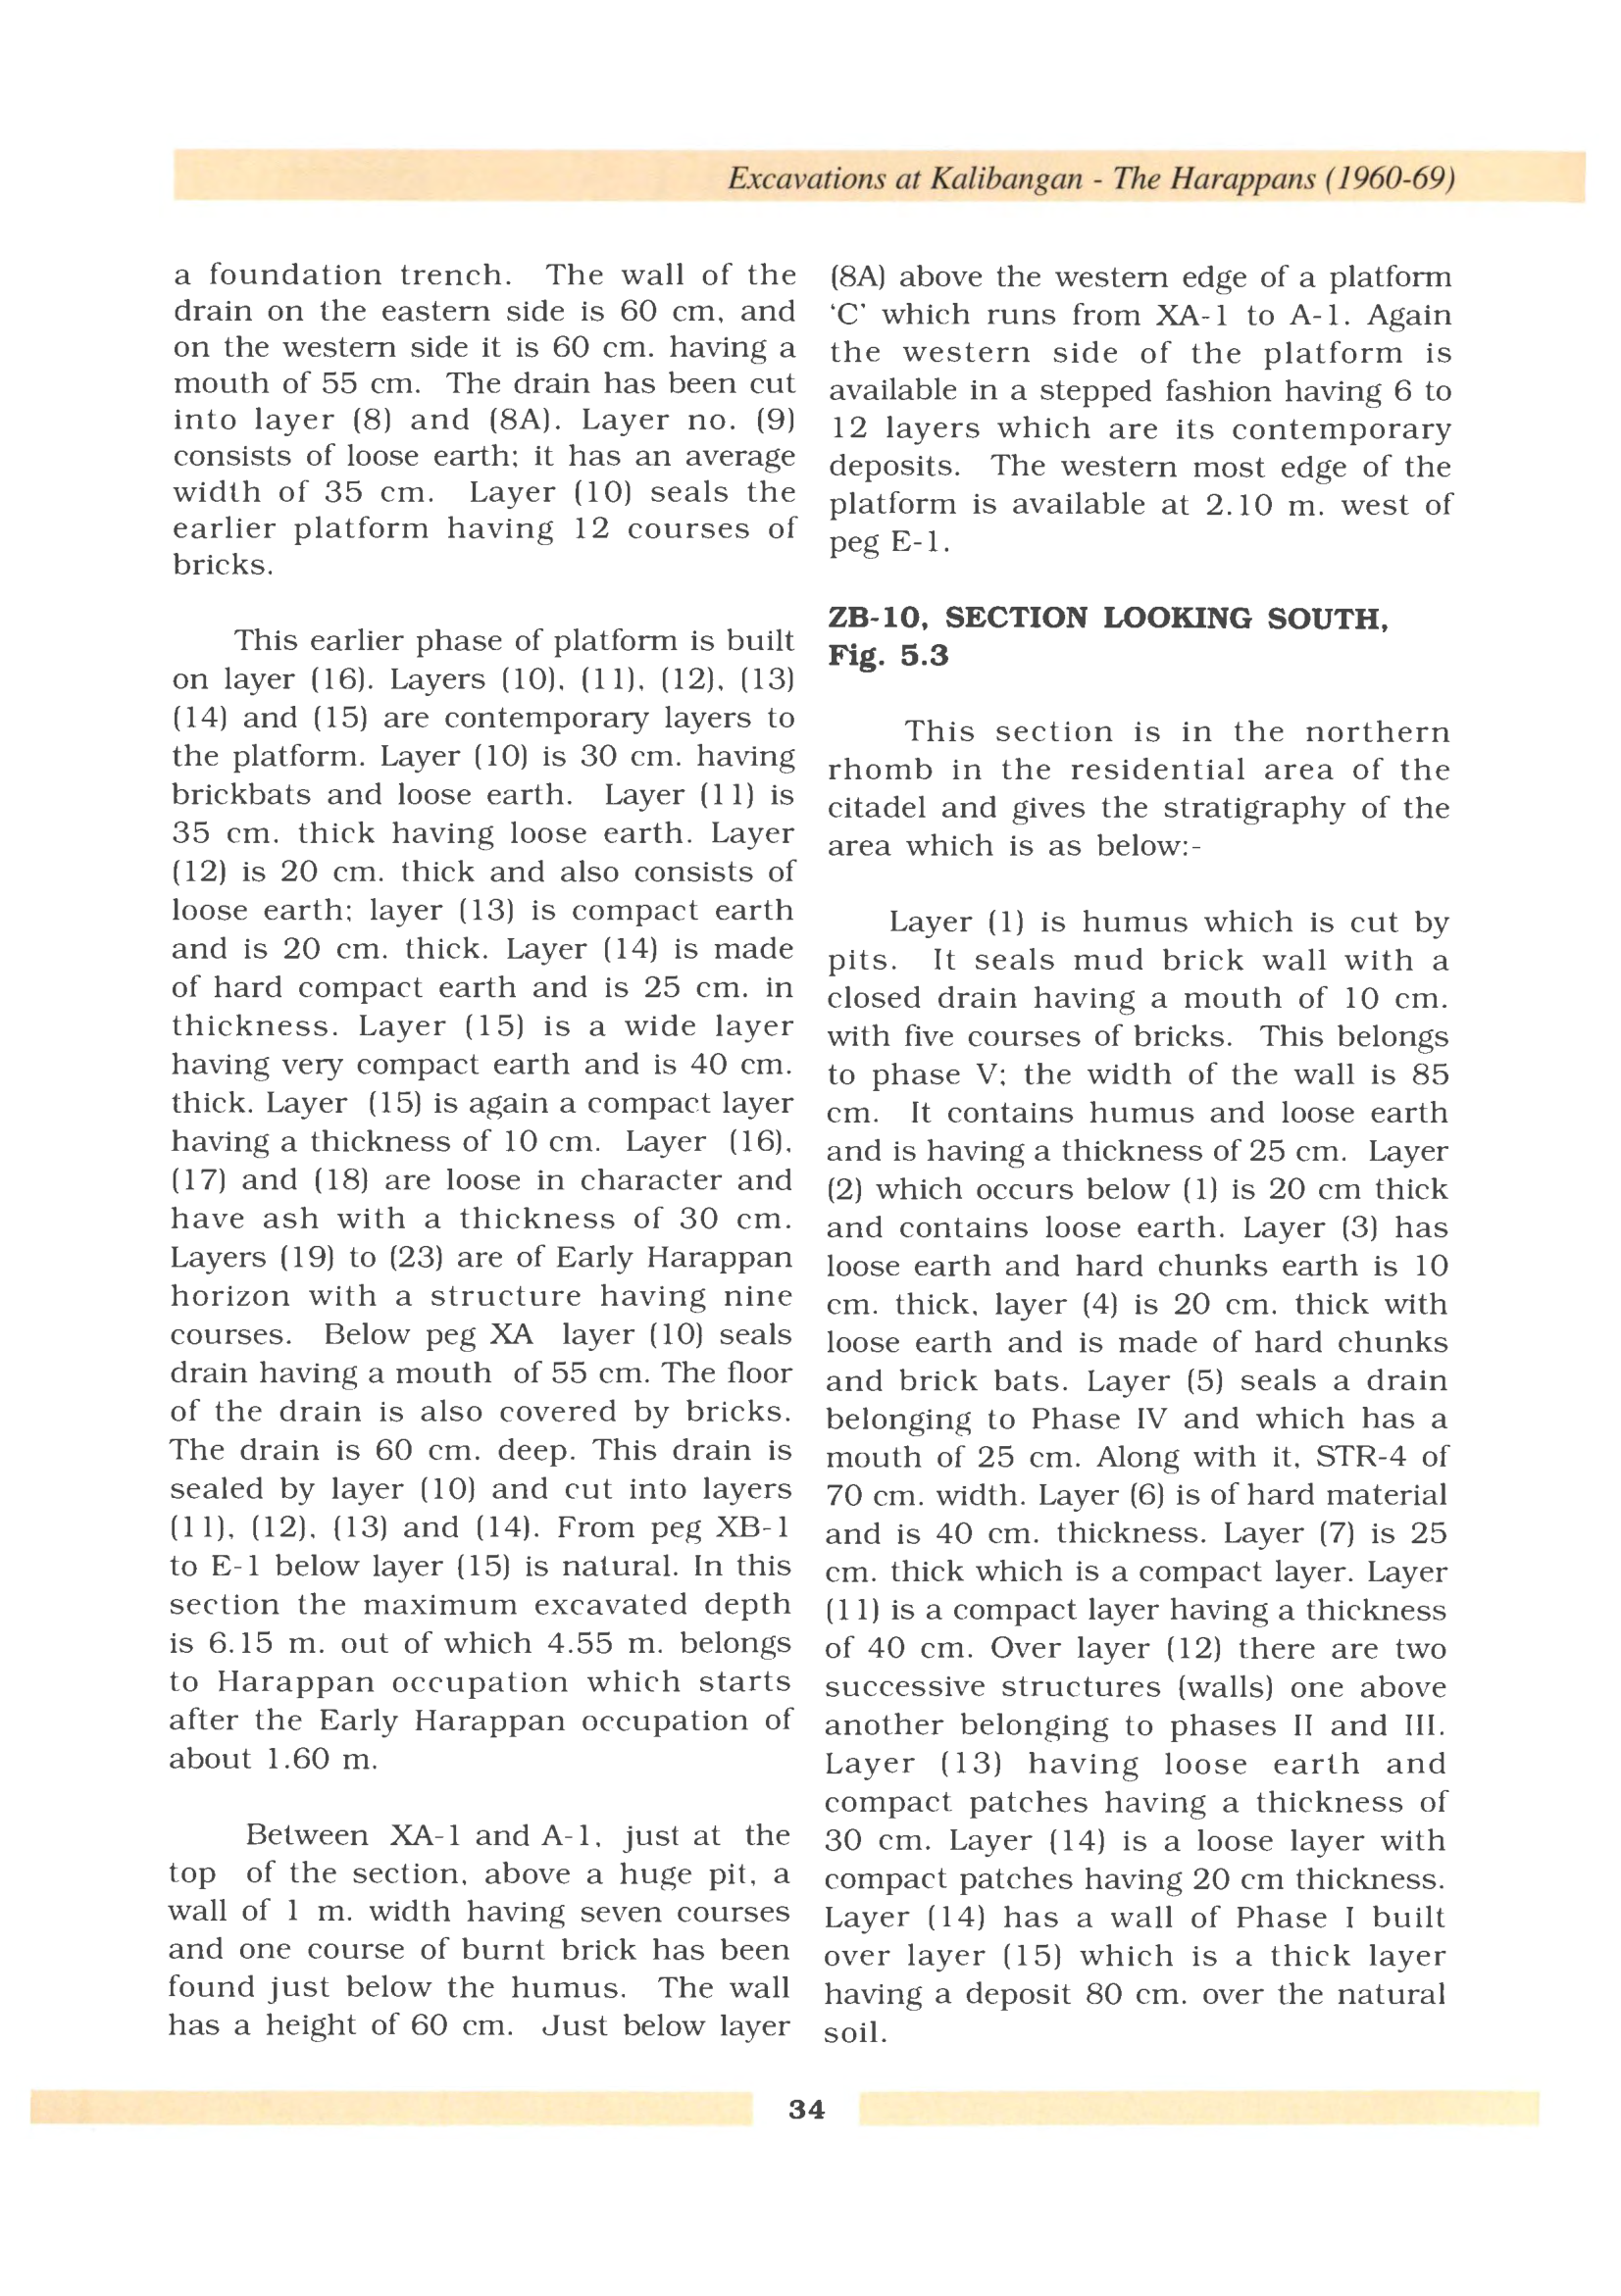 Excavations at Kalibangan - The Harappans (1960-69)
a foundation trench. The wall of the
drain on the eastern side is 60 cm, and
on the western side it is 60 cm. having a
mouth of 55 cm. The drain has been cut
into layer (8) and (8A). Layer no. (9)
consists of loose earth; it has an average
width of 35 cm. Layer (10) seals the
earlier platform having 12 courses of
bricks.
This earlier phase of platform is built
on layer (16). Layers (10), (11), (12), (13)
(14) and (15) are contemporary layers to
the platform. Layer (10) is 30 cm. having
brickbats and loose earth. Layer (11) is
35 cm. thick having loose earth. Layer
(12) is 20 cm. thick and also consists of
loose earth; layer (13) is compact earth
and is 20 cm. thick. Layer (14) is made
of hard compact earth and is 25 cm. in
thickness. Layer (15) is a wide layer
having very compact earth and is 40 cm.
thick. Layer (15) is again a compact layer
having a thickness of 10 cm. Layer (16),
(17) and (18) are loose in character and
have ash with a thickness of 30 cm.
Layers (19) to (23) are of Early Harappan
horizon with a structure having nine
courses. Below peg XA layer (10) seals
drain having a mouth of 55 cm. The floor
of the drain is also covered by bricks.
The drain is 60 cm. deep. This drain is
sealed by layer (10) and cut into layers
(11), (12), (13) and (14). From peg XB-1
to E-1 below layer (15) is natural. In this
section the maximum excavated depth
is 6.15 m. out of which 4.55 m. belongs
to Harappan occupation which starts
after the Early Harappan occupation of
about 1.60 m.
Between XA-1 and A-1, just at the
top of the section, above a huge pit, a
wall of 1 m. width having seven courses
and one course of burnt brick has been
found just below the humus. The wall
has a height of 60 cm. Just below layer
(8A) above the western edge of a platform
'C' which runs from XA-1 to A-1. Again
the western side of the platform is
available in a stepped fashion having 6 to
12 layers which are its contemporary
deposits. The western most edge of the
platform is available at 2.10 m. west of
peg E-1.
ZB-10, SECTION LOOKING SOUTH,
Fig. 5.3
This section is in the northern
rhomb in the residential area of the
citadel and gives the stratigraphy of the
area which is as below:-
Layer (1) is humus which is cut by
pits. It seals mud brick wall with a
closed drain having a mouth of 10 cm.
with five courses of bricks. This belongs
to phase V; the width of the wall is 85
cm. It contains humus and loose earth
and is having a thickness of 25 cm. Layer
(2) which occurs below (1) is 20 cm thick
and contains loose earth. Layer (3) has
loose earth and hard chunks earth is 10
cm. thick, layer (4) is 20 cm. thick with
loose earth and is made of hard chunks
and brick bats. Layer (5) seals a drain
belonging to Phase IV and which has a
mouth of 25 cm. Along with it, STR-4 of
70 cm. width. Layer (6) is of hard material
and is 40 cm. thickness. Layer (7) is 25
cm. thick which is a compact layer. Layer
(11) is a compact layer having a thickness
of 40 cm. Over layer (12) there are two
successive structures (walls) one above
another belonging to phases II and III.
Layer (13) having loose earth and
compact patches having a thickness of
30 cm. Layer (14) is a loose layer with
compact patches having 20 cm thickness.
Layer (14) has a wall of Phase I built
over layer (15) which is a thick layer
having a deposit 80 cm. over the natural
soil.
34